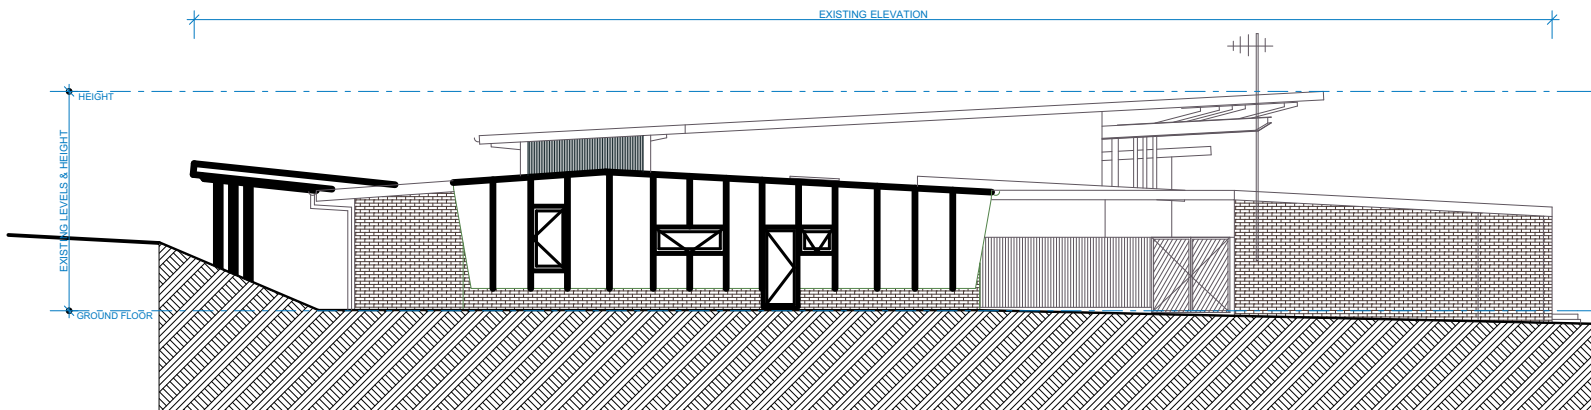 EXISTING ELEVATION
HEIGHT
EXISTING LEVELS & HEIGHT
GROUND FLOOR